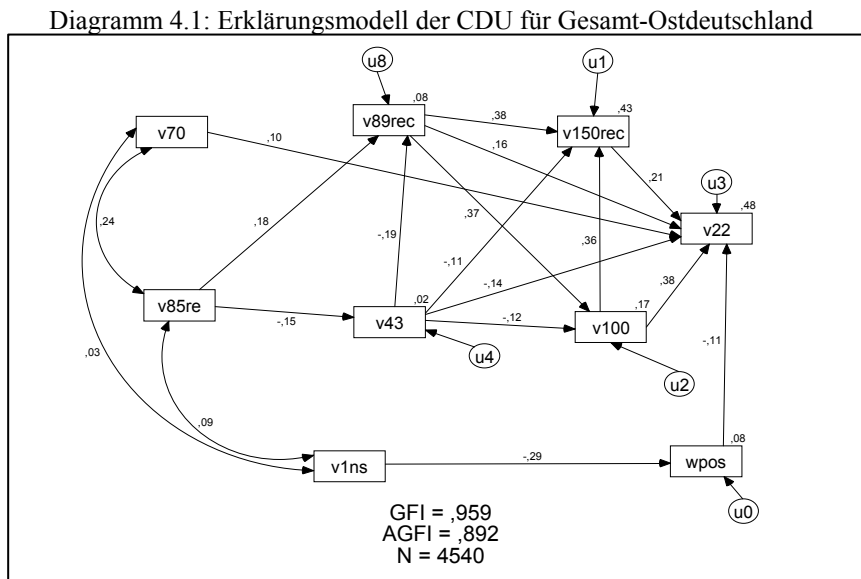 Diagramm 4.1: Erklärungsmodell der CDU für Gesamt-Ostdeutschland
u8
u1
,08
,43
v70
v89rec
,38
v150rec
,10
,16
,21
u3
,48
v22
,24
,18
,37
-,19
-,11
,36
-,14
,38
v85re
,02
,17
-,15
v43
-,12
v100
-,11
,03
u4
u2
,09
,08
v1ns
-,29
wpos
u0
GFI = ,959
AGFI = ,892
N = 4540